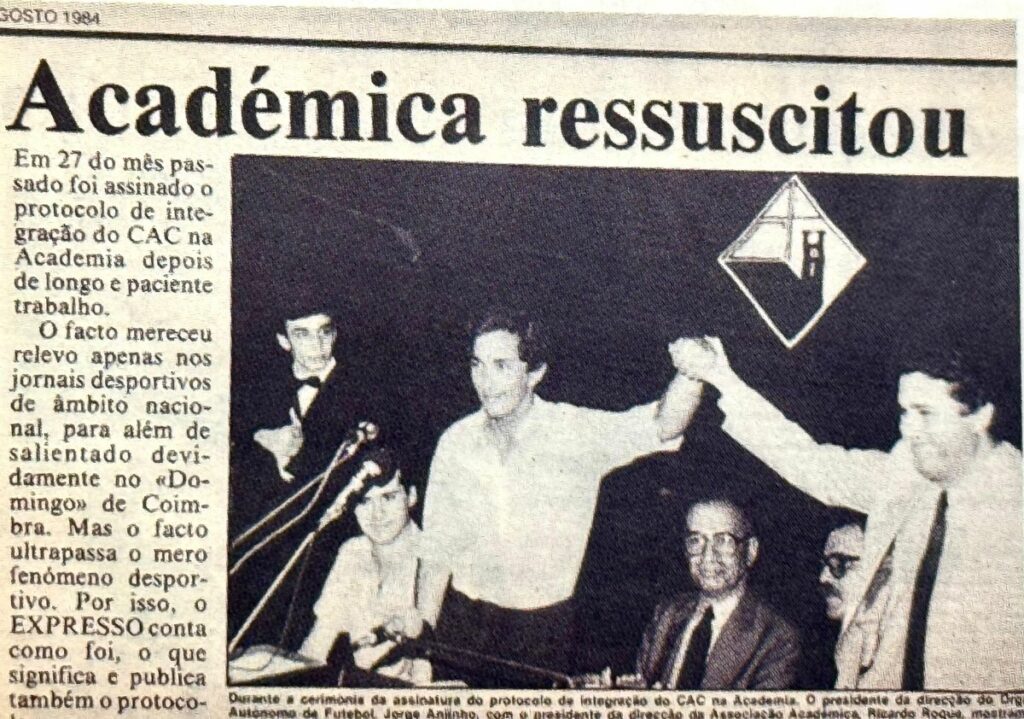 GOSTO 1984
Académica ressuscitou
Em 27 do mês pas-
sado foi assinado o
protocolo de inte-
gração do CAC na
Academia depois
de longo e paciente
trabalho.
O facto mereceu
relevo apenas nos
jornais desportivos
de âmbito nacio-
nal, para além de
salientado devi-
damente no «Do-
mingo» de Coim-
bra. Mas o facto
ultrapassa o mero
fenómeno despor-
tivo. Por isso, o
EXPRESSO conta
como foi, o que
significa e publica
também o protoco-
Durante a cerimónia da assinatura do protocolo de integração do CAC na Academia. O presidente da direcção do Org
Autónomo de Futebol, Jorge Anjinho, com o presidente da direcção da Associação Académica, Ricardo Roque, mostrãо